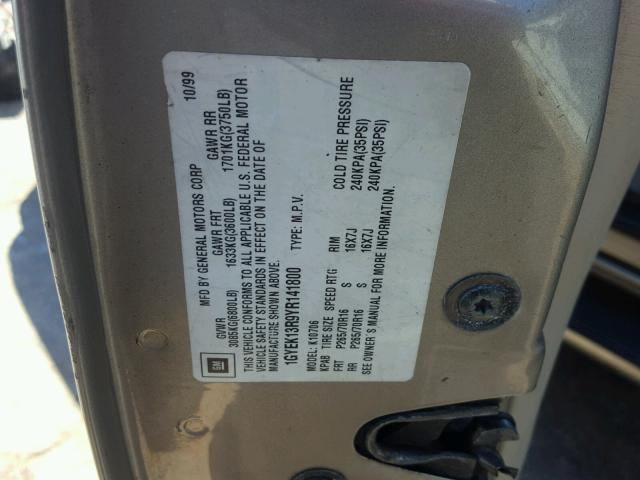 MFD BY GENERAL MOTORS CORP 10/99
GVWR GAWR FRT GAWR RR
3085KG(6800LB) 1633KG(3600LB) 1701KG(3750LB)
THIS VEHICLE CONFORMS TO ALL APPLICABLE U.S. FEDERAL MOTOR
VEHICLE SAFETY STANDARDS IN EFFECT ON THE DATE OF
MANUFACTURE SHOWN ABOVE.
1GYEK13R9YR141800 TYPE: M.P.V.
MODEL: K10706
KPAB TIRE SIZE SPEED RTG RIM COLD TIRE PRESSURE
FRT P265/70R16 S 16X7J 240KPA(35PSI)
RR P265/70R16 S 16X7J 240KPA(35PSI)
SEE OWNER'S MANUAL FOR MORE INFORMATION.
GM